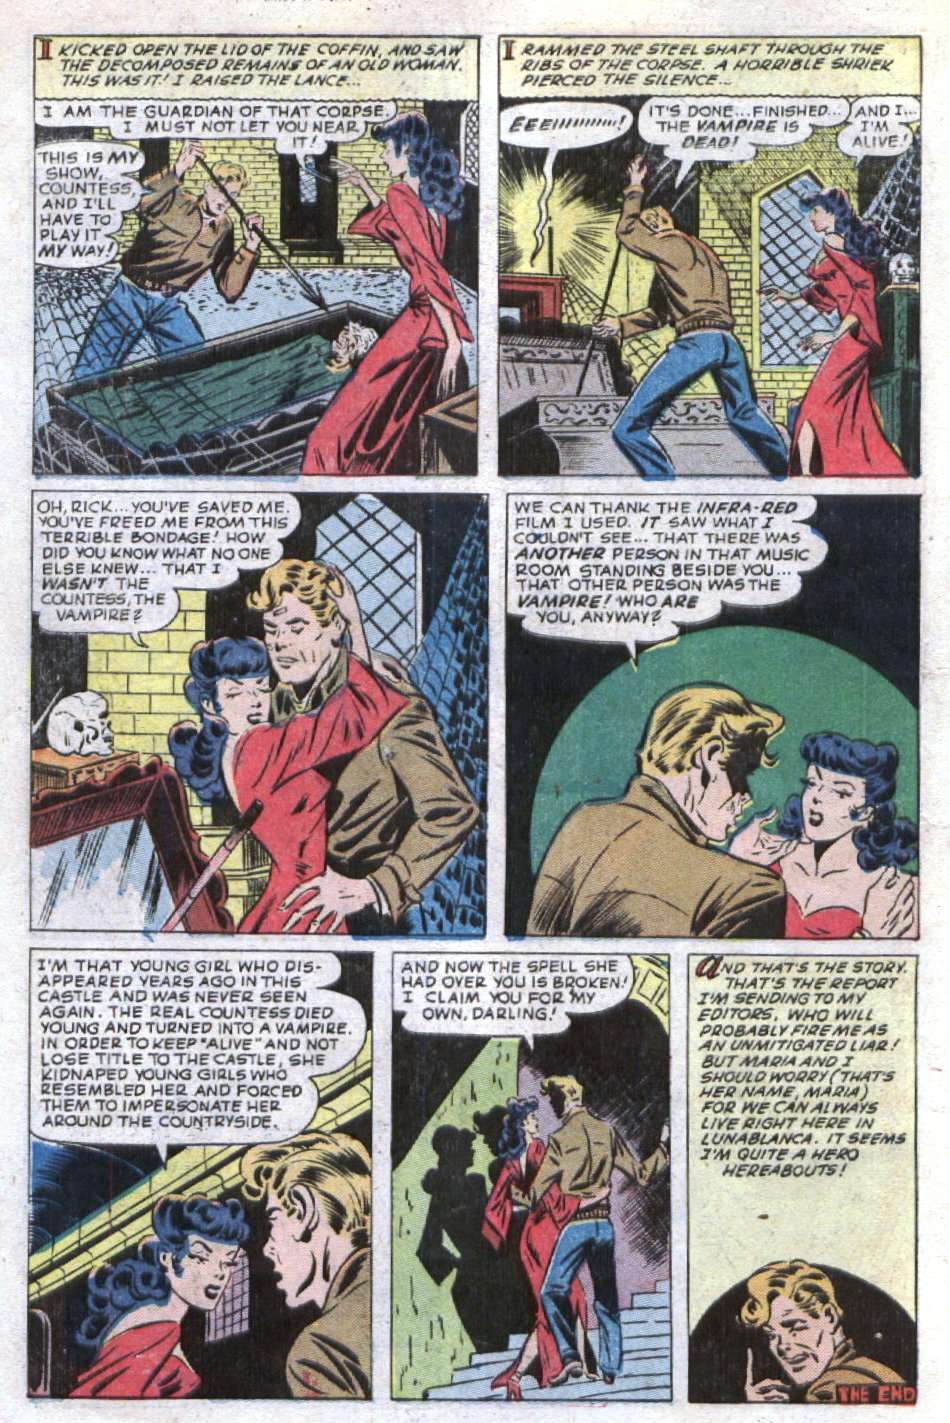 I KICKED OPEN THE LID OF THE COFFIN, AND SAW
THE DECOMPOSED REMAINS OF AN OLD WOMAN.
THIS WAS IT! I RAISED THE LANCE...
I AM THE GUARDIAN OF THAT CORPSE.
I MUST NOT LET YOU NEAR
IT!
THIS IS MY
SHOW,
COUNTESS,
AND I'LL
HAVE TO
PLAY IT
MY WAY!
I RAMMED THE STEEL SHAFT THROUGH THE
RIBS OF THE CORPSE. A HORRIBLE SHRIEK
PIERCED THE SILENCE...
EEEIIIIIIIIII!
IT'S DONE...FINISHED...
THE VAMPIRE IS
DEAD!
AND I...
I'M
ALIVE!
OH, RICK...YOU'VE SAVED ME.
YOU'VE FREED ME FROM THIS
TERRIBLE BONDAGE! HOW
DID YOU KNOW WHAT NO ONE
ELSE KNEW... THAT I
WASN'T THE
COUNTESS, THE
VAMPIRE?
WE CAN THANK THE INFRA-RED
FILM I USED. IT SAW WHAT I
COULDN'T SEE... THAT THERE WAS
ANOTHER PERSON IN THAT MUSIC
ROOM STANDING BESIDE YOU...
THAT OTHER PERSON WAS THE
VAMPIRE! WHO ARE
YOU, ANYWAY?
I'M THAT YOUNG GIRL WHO DIS-
APPEARED YEARS AGO IN THIS
CASTLE AND WAS NEVER SEEN
AGAIN. THE REAL COUNTESS DIED
YOUNG AND TURNED INTO A VAMPIRE.
IN ORDER TO KEEP "ALIVE" AND NOT
LOSE TITLE TO THE CASTLE, SHE
KIDNAPED YOUNG GIRLS WHO
RESEMBLED HER AND FORCED
THEM TO IMPERSONATE HER
AROUND THE COUNTRYSIDE.
AND NOW THE SPELL SHE
HAD OVER YOU IS BROKEN!
I CLAIM YOU FOR MY
OWN, DARLING!
AND THAT'S THE STORY.
THAT'S THE REPORT
I'M SENDING TO MY
EDITORS, WHO WILL
PROBABLY FIRE ME AS
AN UNMITIGATED LIAR!
BUT MARIA AND I
SHOULD WORRY (THAT'S
HER NAME, MARIA)
FOR WE CAN ALWAYS
LIVE RIGHT HERE IN
LUNABLANCA. IT SEEMS
I'M QUITE A HERO
HEREABOUTS!
THE END